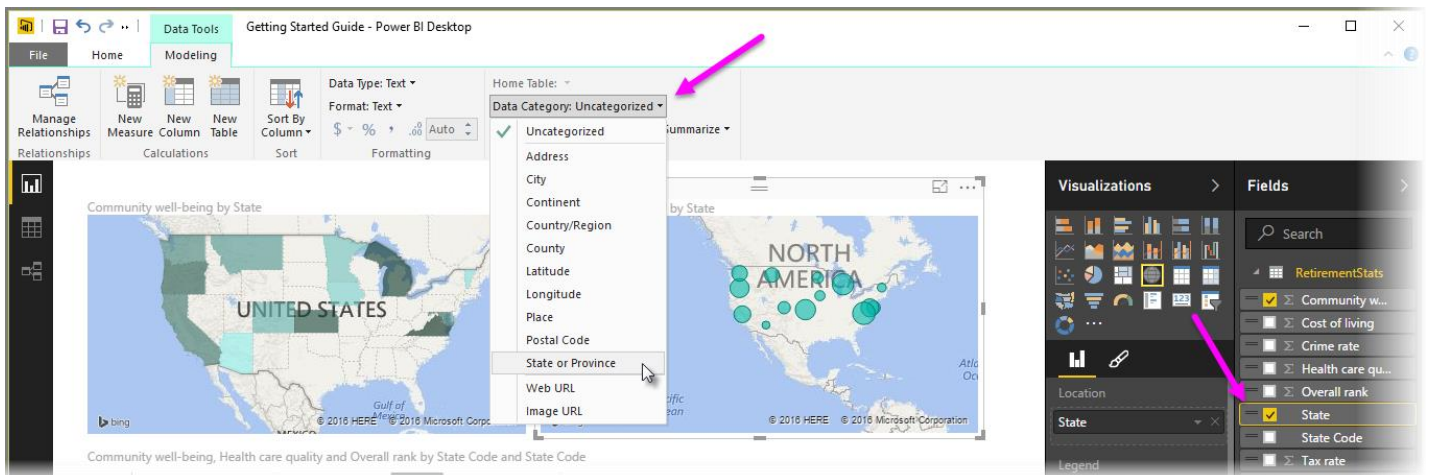 Data Tools
Getting Started Guide - Power BI Desktop
File
Home
Modeling
Manage
Relationships
New
Measure
New
Column
New
Table
Sort By
Column
Data Type: Text
Format: Text
$
%
Auto
Home Table:
Data Category: Uncategorized
Summarize
Relationships
Calculations
Sort
Formatting
Uncategorized
Address
City
Continent
Country/Region
County
Latitude
Longitude
Place
Postal Code
State or Province
Web URL
Image URL
Community well-being by State
UNITED STATES
Gulf of
Mexico
MEXICO
bing
© 2016 HERE © 2016 Microsoft Corpo
by State
NORTH
AMERICA
© 2016 HERE © 2016 Microsoft Corporation
Community well-being, Health care quality and Overall rank by State Code and State Code
Visualizations
123
Location
State
Legend
Fields
Search
RetirementStats
Community w...
Cost of living
Crime rate
Health care qu...
Overall rank
State
State Code
Tax rate